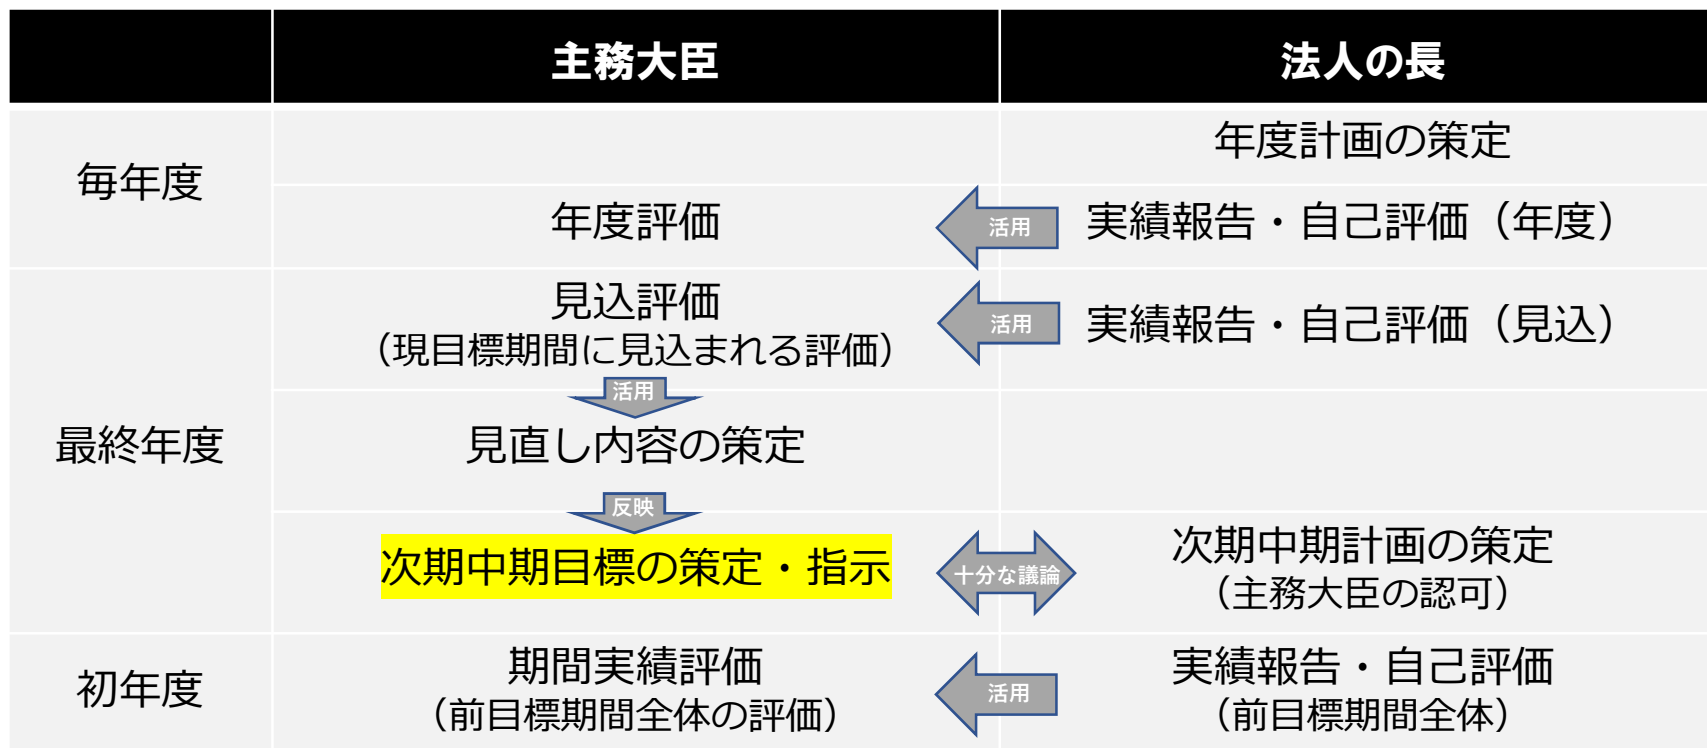 主務大臣
法人の長
毎年度
年度計画の策定
年度評価
活用
実績報告・自己評価（年度）
最終年度
見込評価
（現目標期間に見込まれる評価）
活用
実績報告・自己評価（見込）
活用
見直し内容の策定
反映
次期中期目標の策定・指示
十分な議論
次期中期計画の策定
（主務大臣の認可）
初年度
期間実績評価
（前目標期間全体の評価）
活用
実績報告・自己評価
（前目標期間全体）